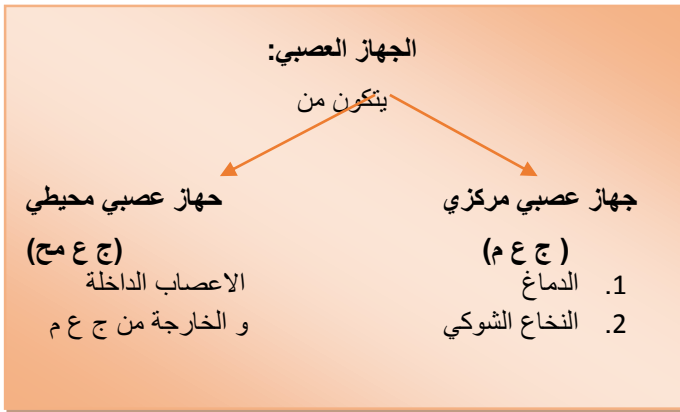 الجهاز العصبي:
يتكون من
جهاز عصبي مركزي
( ج ع م)
1. الدماغ
2. النخاع الشوكي
حهاز عصبي محيطي
(ج ع مح)
الاعصاب الداخلة
و الخارجة من ج ع م